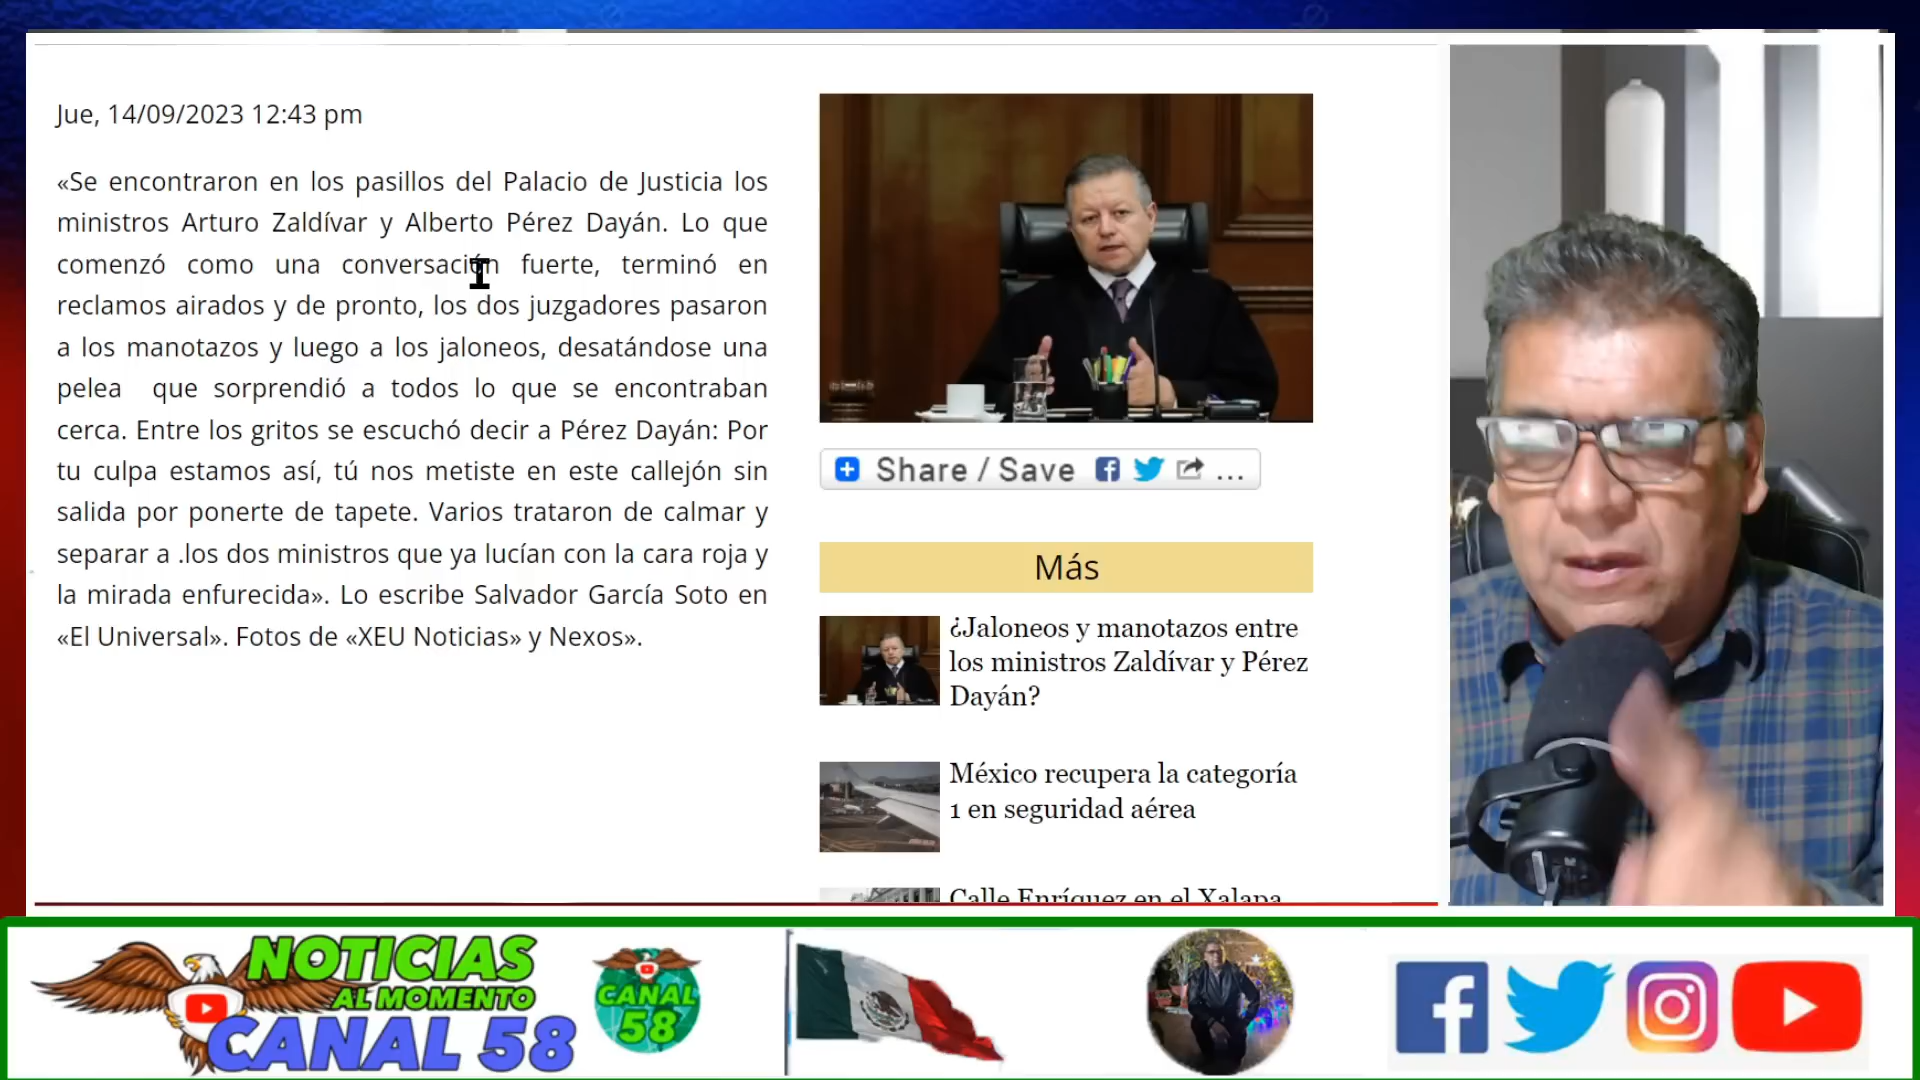 Jue, 14/09/2023 12:43 pm
«Se encontraron en los pasillos del Palacio de Justicia los
ministros Arturo Zaldívar y Alberto Pérez Dayán. Lo que
comenzó como una conversación fuerte, terminó en
reclamos airados y de pronto, los dos juzgadores pasaron
a los manotazos y luego a los jaloneos, desatándose una
pelea que sorprendió a todos lo que se encontraban
cerca. Entre los gritos se escuchó decir a Pérez Dayán: Por
tu culpa estamos así, tú nos metiste en este callejón sin
salida por ponerte de tapete. Varios trataron de calmar y
separar a .los dos ministros que ya lucían con la cara roja y
la mirada enfurecida». Lo escribe Salvador García Soto en
«El Universal». Fotos de «XEU Noticias» y Nexos».
Share / Save ...
Más
¿Jaloneos y manotazos entre
los ministros Zaldívar y Pérez
Dayán?
México recupera la categoría
1 en seguridad aérea
Calle Enríquez en el Xalapa
NOTICIAS
AL MOMENTO
CANAL 58
CANAL
58